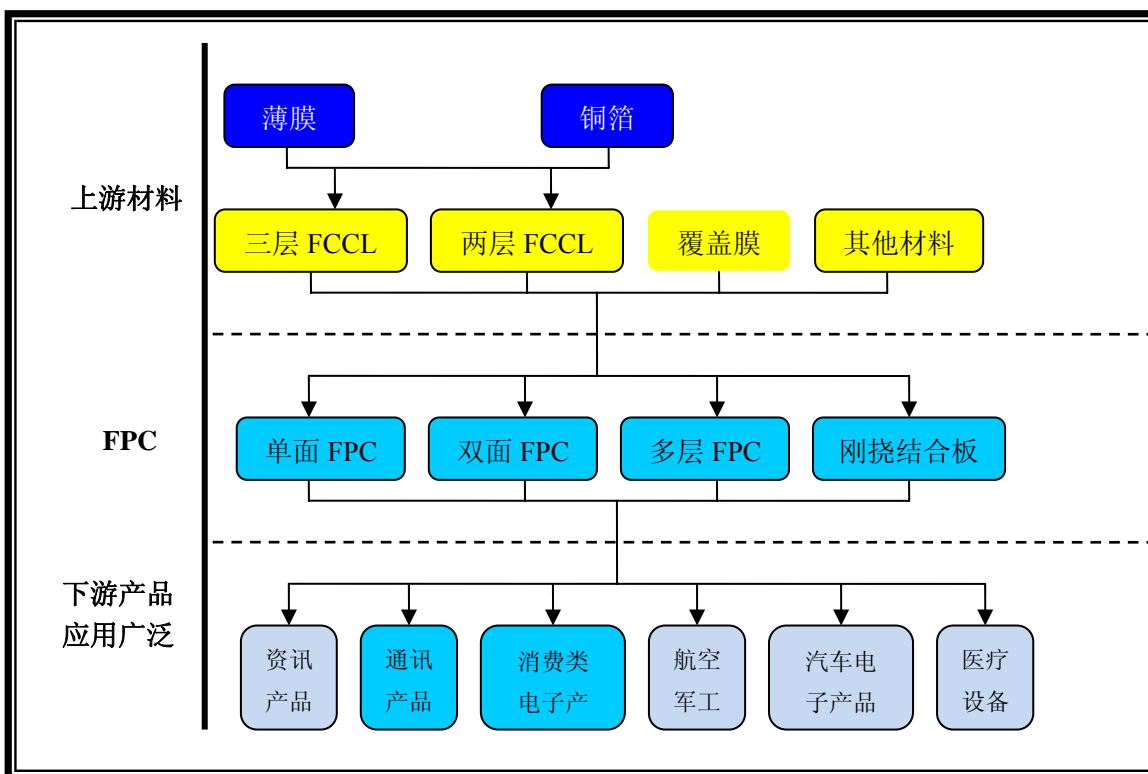 薄膜
铜箔
上游材料
三层 FCCL
两层 FCCL
覆盖膜
其他材料
FPC
单面 FPC
双面 FPC
多层 FPC
刚挠结合板
下游产品
应用广泛
资讯
产品
通讯
产品
消费类
电子产
航空
军工
汽车电
子产品
医疗
设备